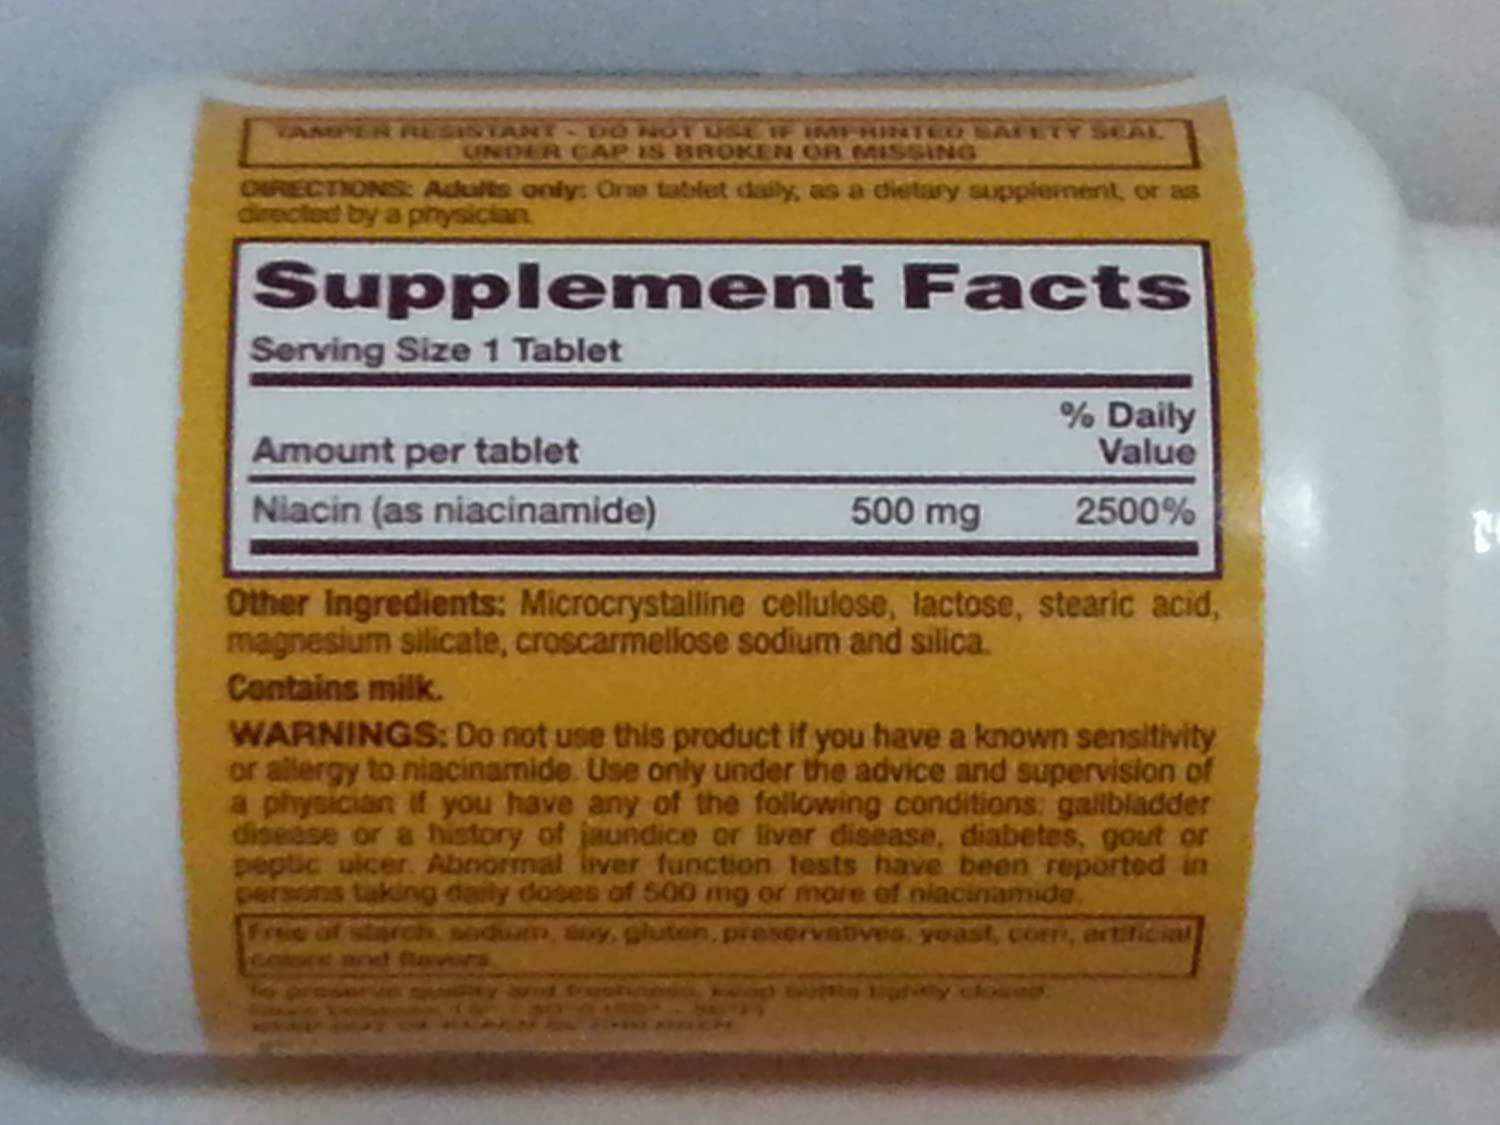 TAMPER RESISTANT - DO NOT USE IF IMPRINTED SAFETY SEAL
UNDER CAP IS BROKEN OR MISSING
DIRECTIONS: Adults only: One tablet daily, as a dietary supplement, or as
directed by a physician.
Supplement Facts
Serving Size 1 Tablet
% Daily
Amount per tablet Value
Niacin (as niacinamide) 500 mg 2500%
Other Ingredients: Microcrystalline cellulose, lactose, stearic acid,
magnesium silicate, croscarmellose sodium and silica.
Contains milk.
WARNINGS: Do not use this product if you have a known sensitivity
or allergy to niacinamide. Use only under the advice and supervision of
a physician if you have any of the following conditions: gallbladder
disease or a history of jaundice or liver disease, diabetes, gout or
peptic ulcer. Abnormal liver function tests have been reported in
persons taking daily doses of 500 mg or more of niacinamide.
Free of starch, sodium, soy, gluten, preservatives, yeast, corn, artificial
colors and flavors.
To preserve quality and freshness, keep bottle tightly closed.
KEEP OUT OF REACH OF CHILDREN